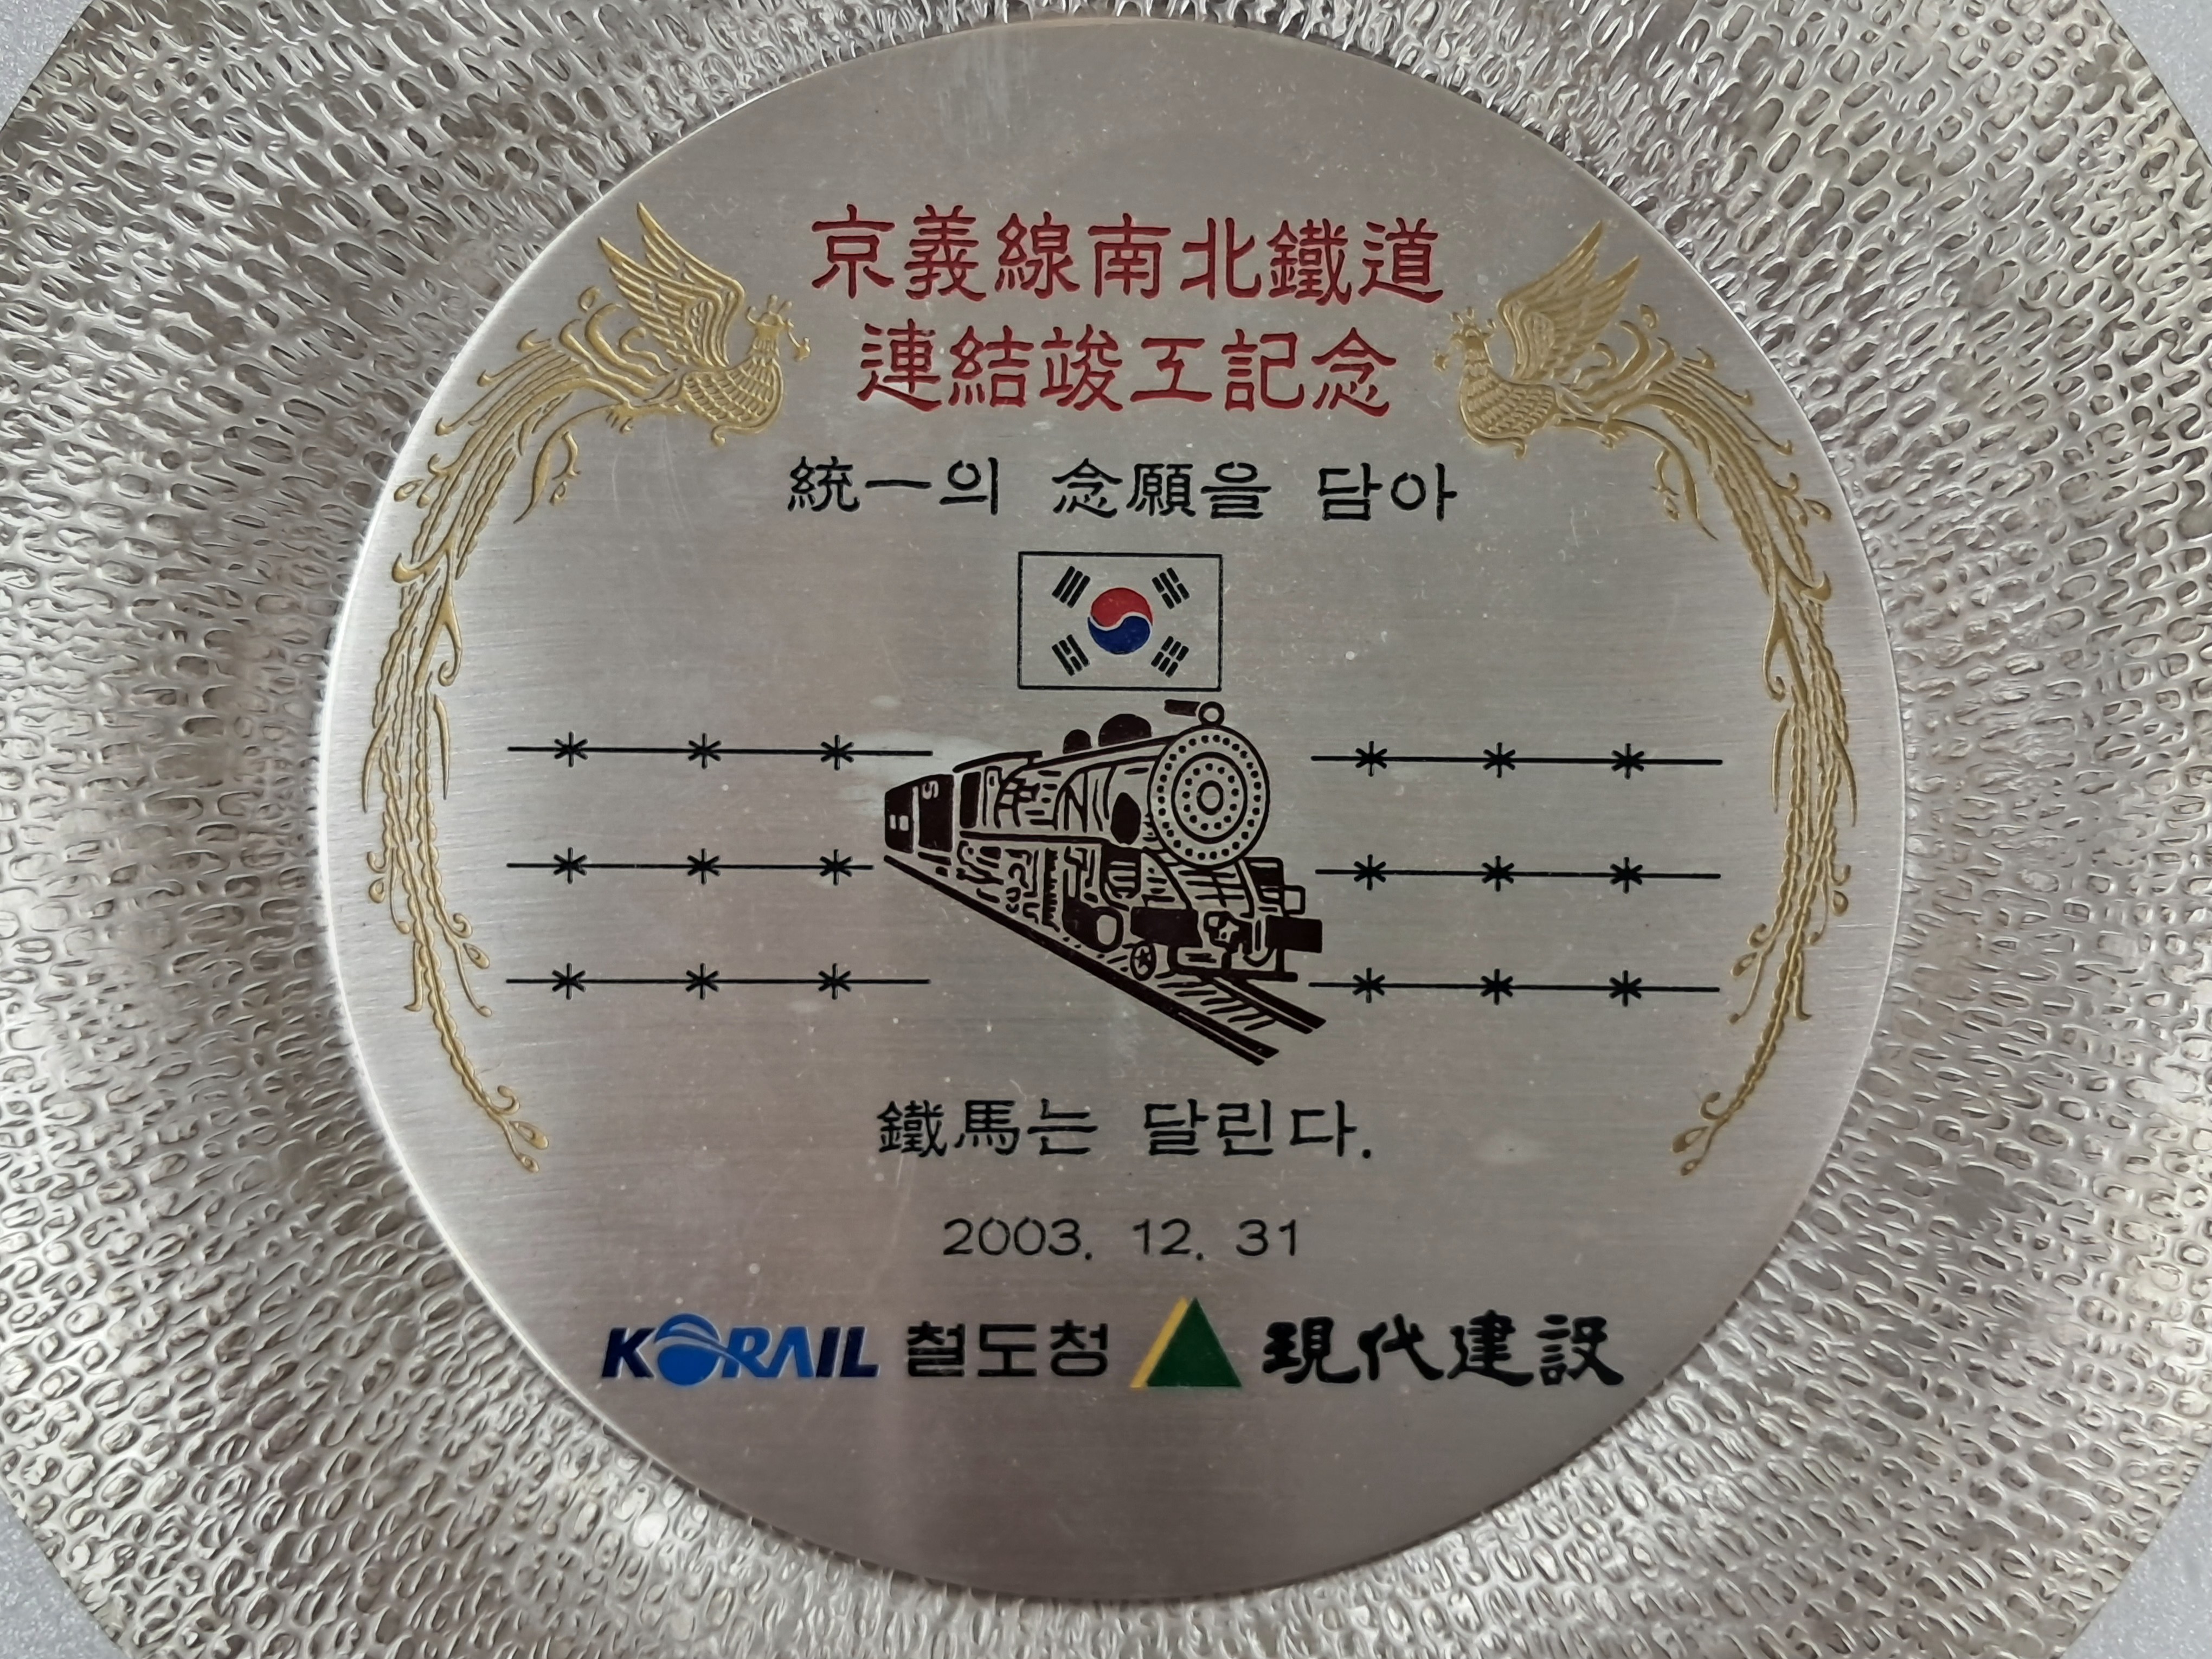 京義線南北鐵道
連結竣工記念
統一의 念願을 담아
鐵馬는 달린다.
2003. 12. 31
KORAIL 철도청 現代建設